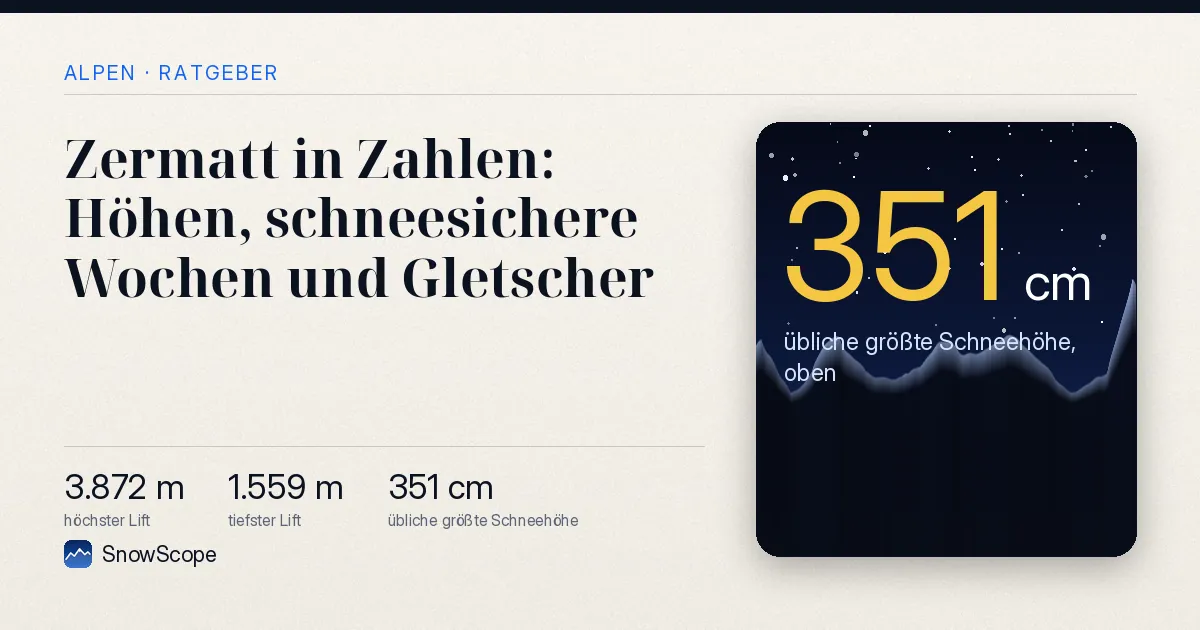 ALPEN · RATGEBER
Zermatt in Zahlen:
Höhen, schneesichere
Wochen und Gletscher
351 cm
übliche größte Schneehöhe,
oben
3.872 m 1.559 m 351 cm
höchster Lift tiefster Lift übliche größte Schneehöhe
SnowScope